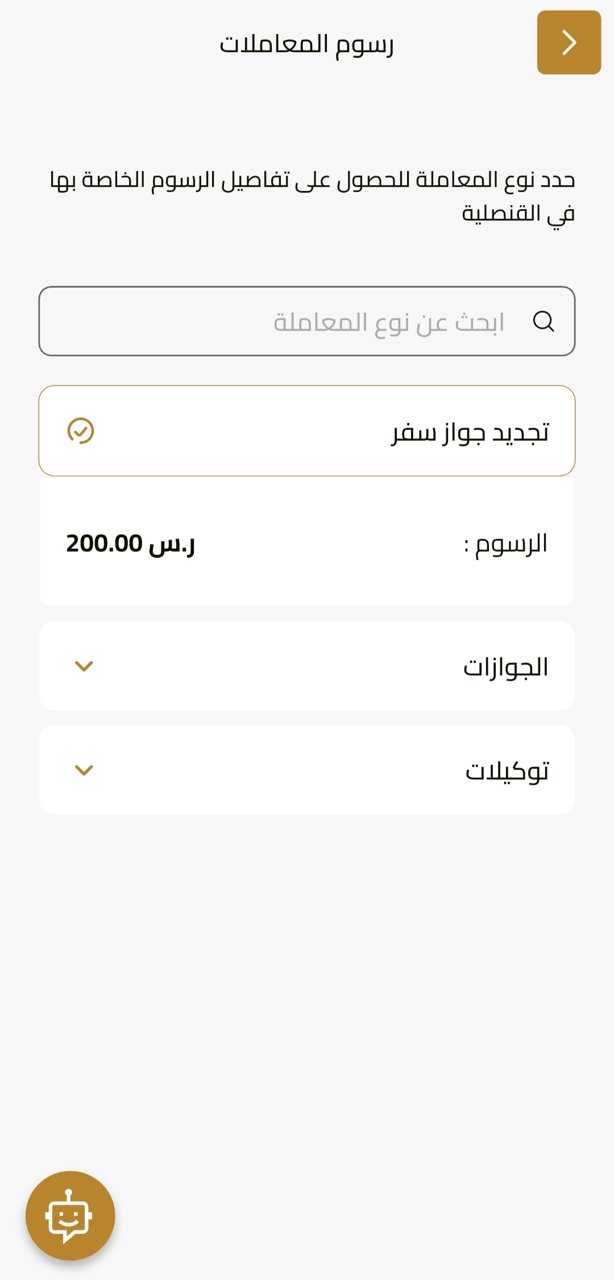 رسوم المعاملات
حدد نوع المعاملة للحصول على تفاصيل الرسوم الخاصة بها
في القنصلية
ابحث عن نوع المعاملة
تجديد جواز سفر
الرسوم : ر.س 200.00
الجوازات
توكيلات